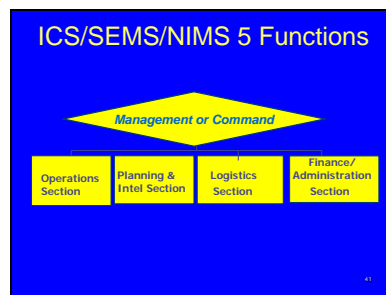 ICS/SEMS/NIMS 5 Functions
Management or Command
Operations
Section
Planning &
Intel Section
Logistics
Section
Finance/
Administration
Section
41